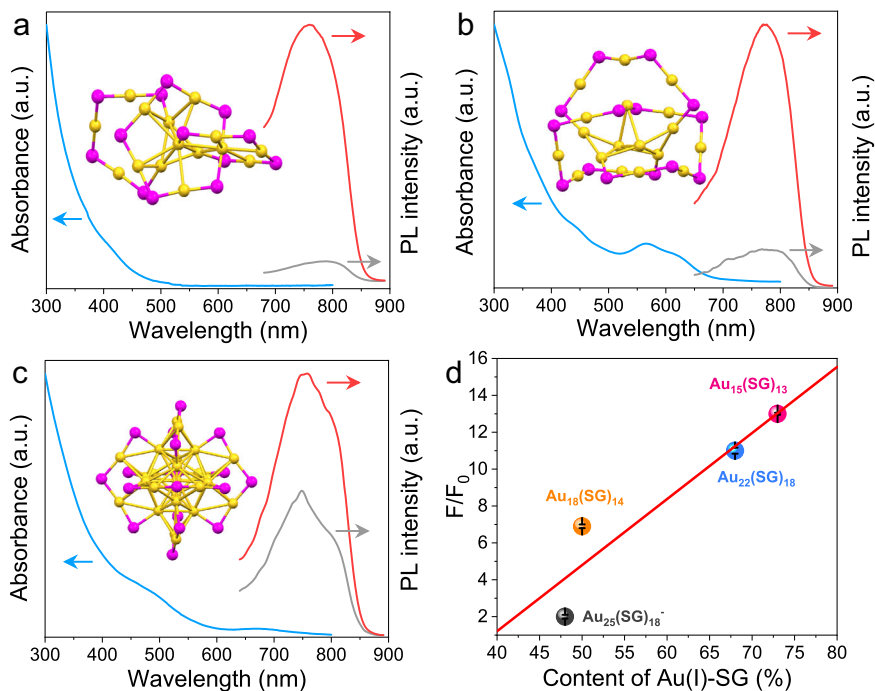 a
Absorbance (a.u.)
PL intensity (a.u.)
300 400 500 600 700 800 900
Wavelength (nm)
b
Absorbance (a.u.)
PL intensity (a.u.)
300 400 500 600 700 800 900
Wavelength (nm)
c
Absorbance (a.u.)
PL intensity (a.u.)
300 400 500 600 700 800 900
Wavelength (nm)
d
F/F₀
16
14
12
10
8
6
4
2
Au₁₅(SG)₁₃
Au₂₂(SG)₁₈
Au₁₈(SG)₁₄
Au₂₅(SG)₁₈⁻
40 45 50 55 60 65 70 75 80
Content of Au(I)-SG (%)